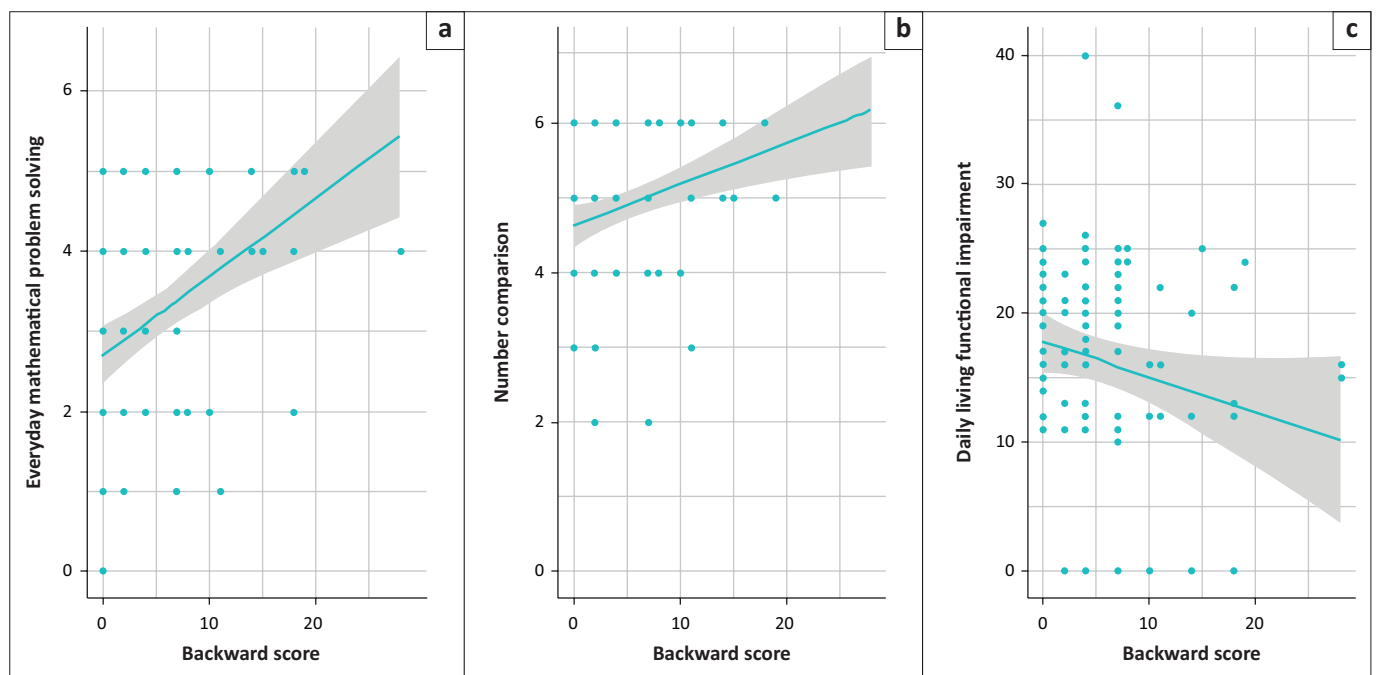 a
Everyday mathematical problem solving
6
4
2
0
0 10 20
Backward score
b
Number comparison
6
4
2
0
0 10 20
Backward score
c
Daily living functional impairment
40
30
20
10
0
0 10 20
Backward score